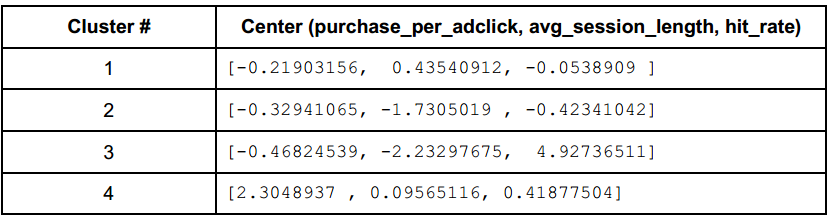 Cluster # Center (purchase_per_adclick, avg_session_length, hit_rate)
1 [-0.21903156,  0.43540912, -0.0538909 ]
2 [-0.32941065, -1.7305019 , -0.42341042]
3 [-0.46824539, -2.23297675,  4.92736511]
4 [2.3048937 , 0.09565116, 0.41877504]